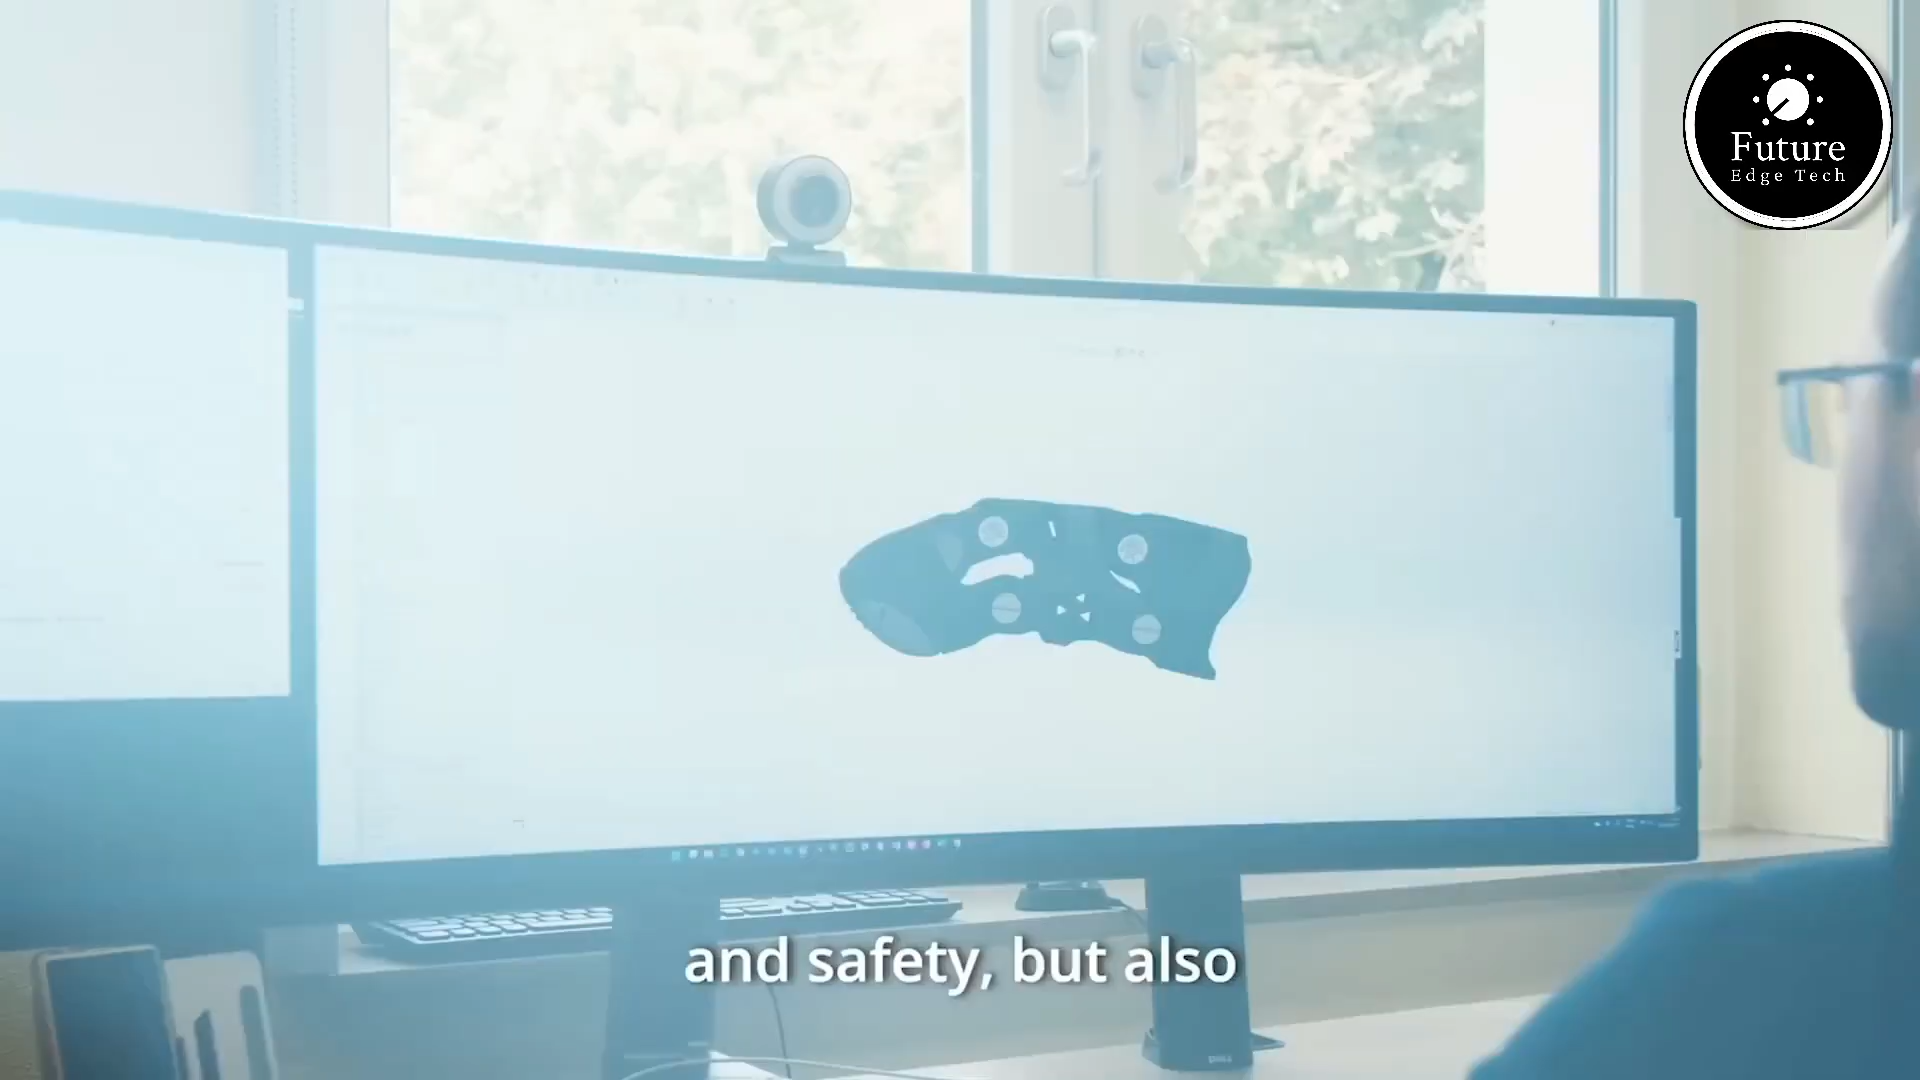 Future
Edge Tech
and safety, but also